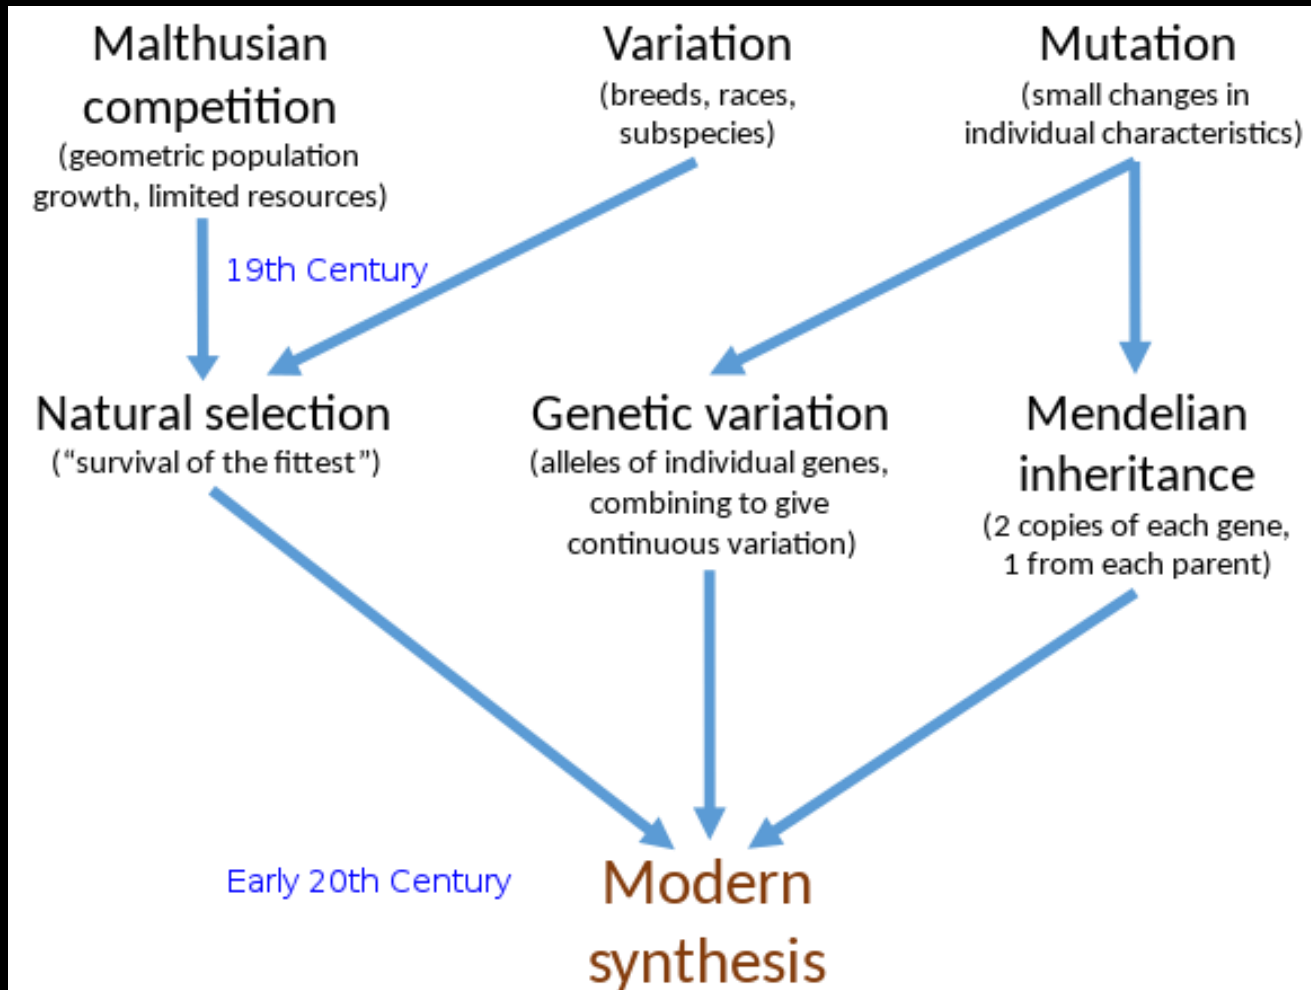 Malthusian
competition
(geometric population
growth, limited resources)
Variation
(breeds, races,
subspecies)
Mutation
(small changes in
individual characteristics)
19th Century
Natural selection
(“survival of the fittest”)
Genetic variation
(alleles of individual genes,
combining to give
continuous variation)
Mendelian
inheritance
(2 copies of each gene,
1 from each parent)
Early 20th Century
Modern
synthesis